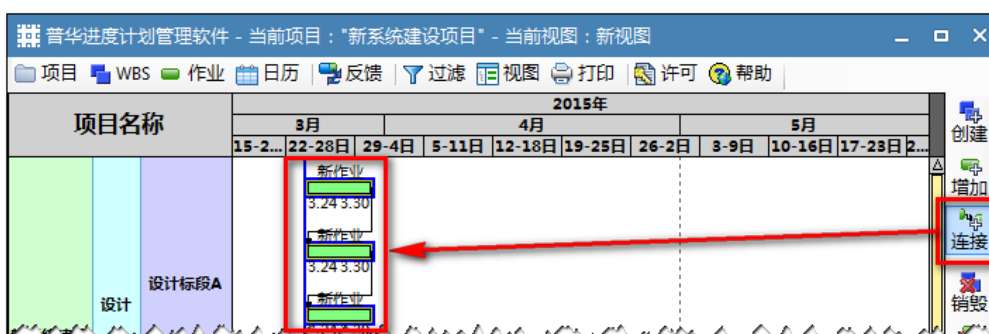 普华进度计划管理软件 - 当前项目："新系统建设项目" - 当前视图：新视图
项目 WBS 作业 日历 反馈 过滤 视图 打印 许可 帮助
项目名称
2015年
3月 4月 5月
15-2... 22-28日 29-4日 5-11日 12-18日 19-25日 26-2日 3-9日 10-16日 17-23日 2...
创建
增加
连接
销毁
新作业
3.24 3.30
新作业
3.24 3.30
设计标段A
设计
新作业